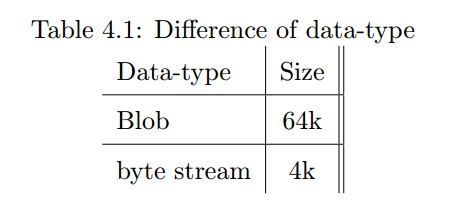 Table 4.1: Difference of data-type
Data-type Size
Blob 64k
byte stream 4k